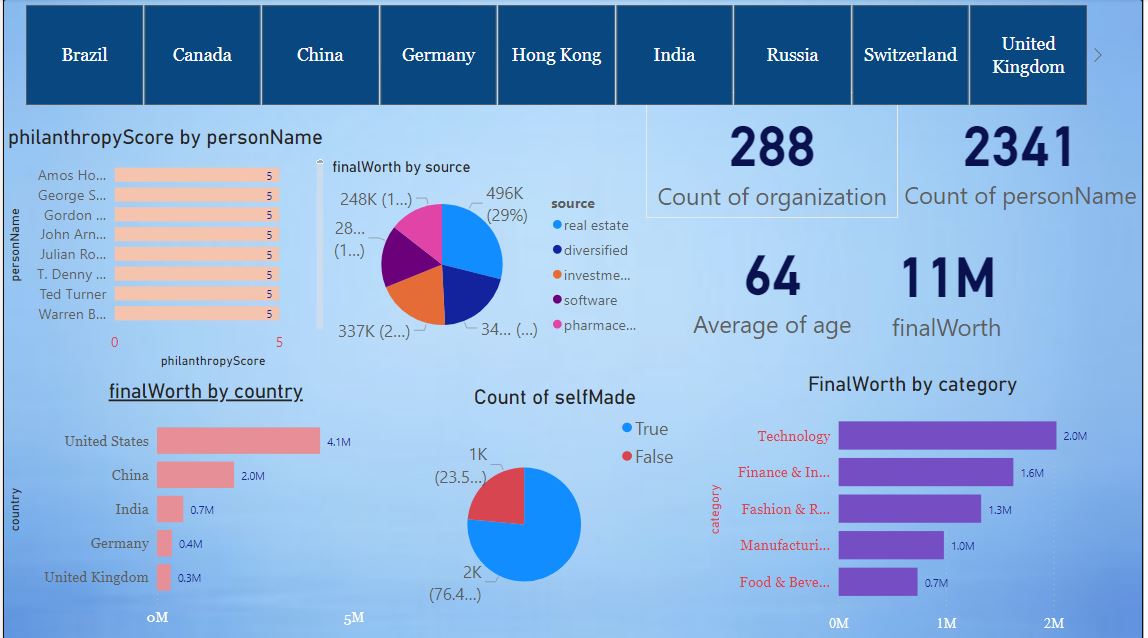 Brazil
Canada
China
Germany
Hong Kong
India
Russia
Switzerland
United
Kingdom
philanthropyScore by personName
personName
Amos Ho...
5
George S...
5
Gordon ...
5
John Arn...
5
Julian Ro...
5
T. Denny ...
5
Ted Turner
5
Warren B...
5
0
5
philanthropyScore
finalWorth by source
248K (1...)
496K
(29%)
28...
(1...)
337K (2...)
34... (...)
source
real estate
diversified
investme...
software
pharmace...
288
Count of organization
2341
Count of personName
64
Average of age
11M
finalWorth
finalWorth by country
country
United States
4.1M
China
2.0M
India
0.7M
Germany
0.4M
United Kingdom
0.3M
0M
5M
Count of selfMade
True
False
1K
(23.5...)
2K
(76.4...)
FinalWorth by category
category
Technology
2.0M
Finance & In...
1.6M
Fashion & R...
1.3M
Manufacturi...
1.0M
Food & Beve...
0.7M
0M
1M
2M